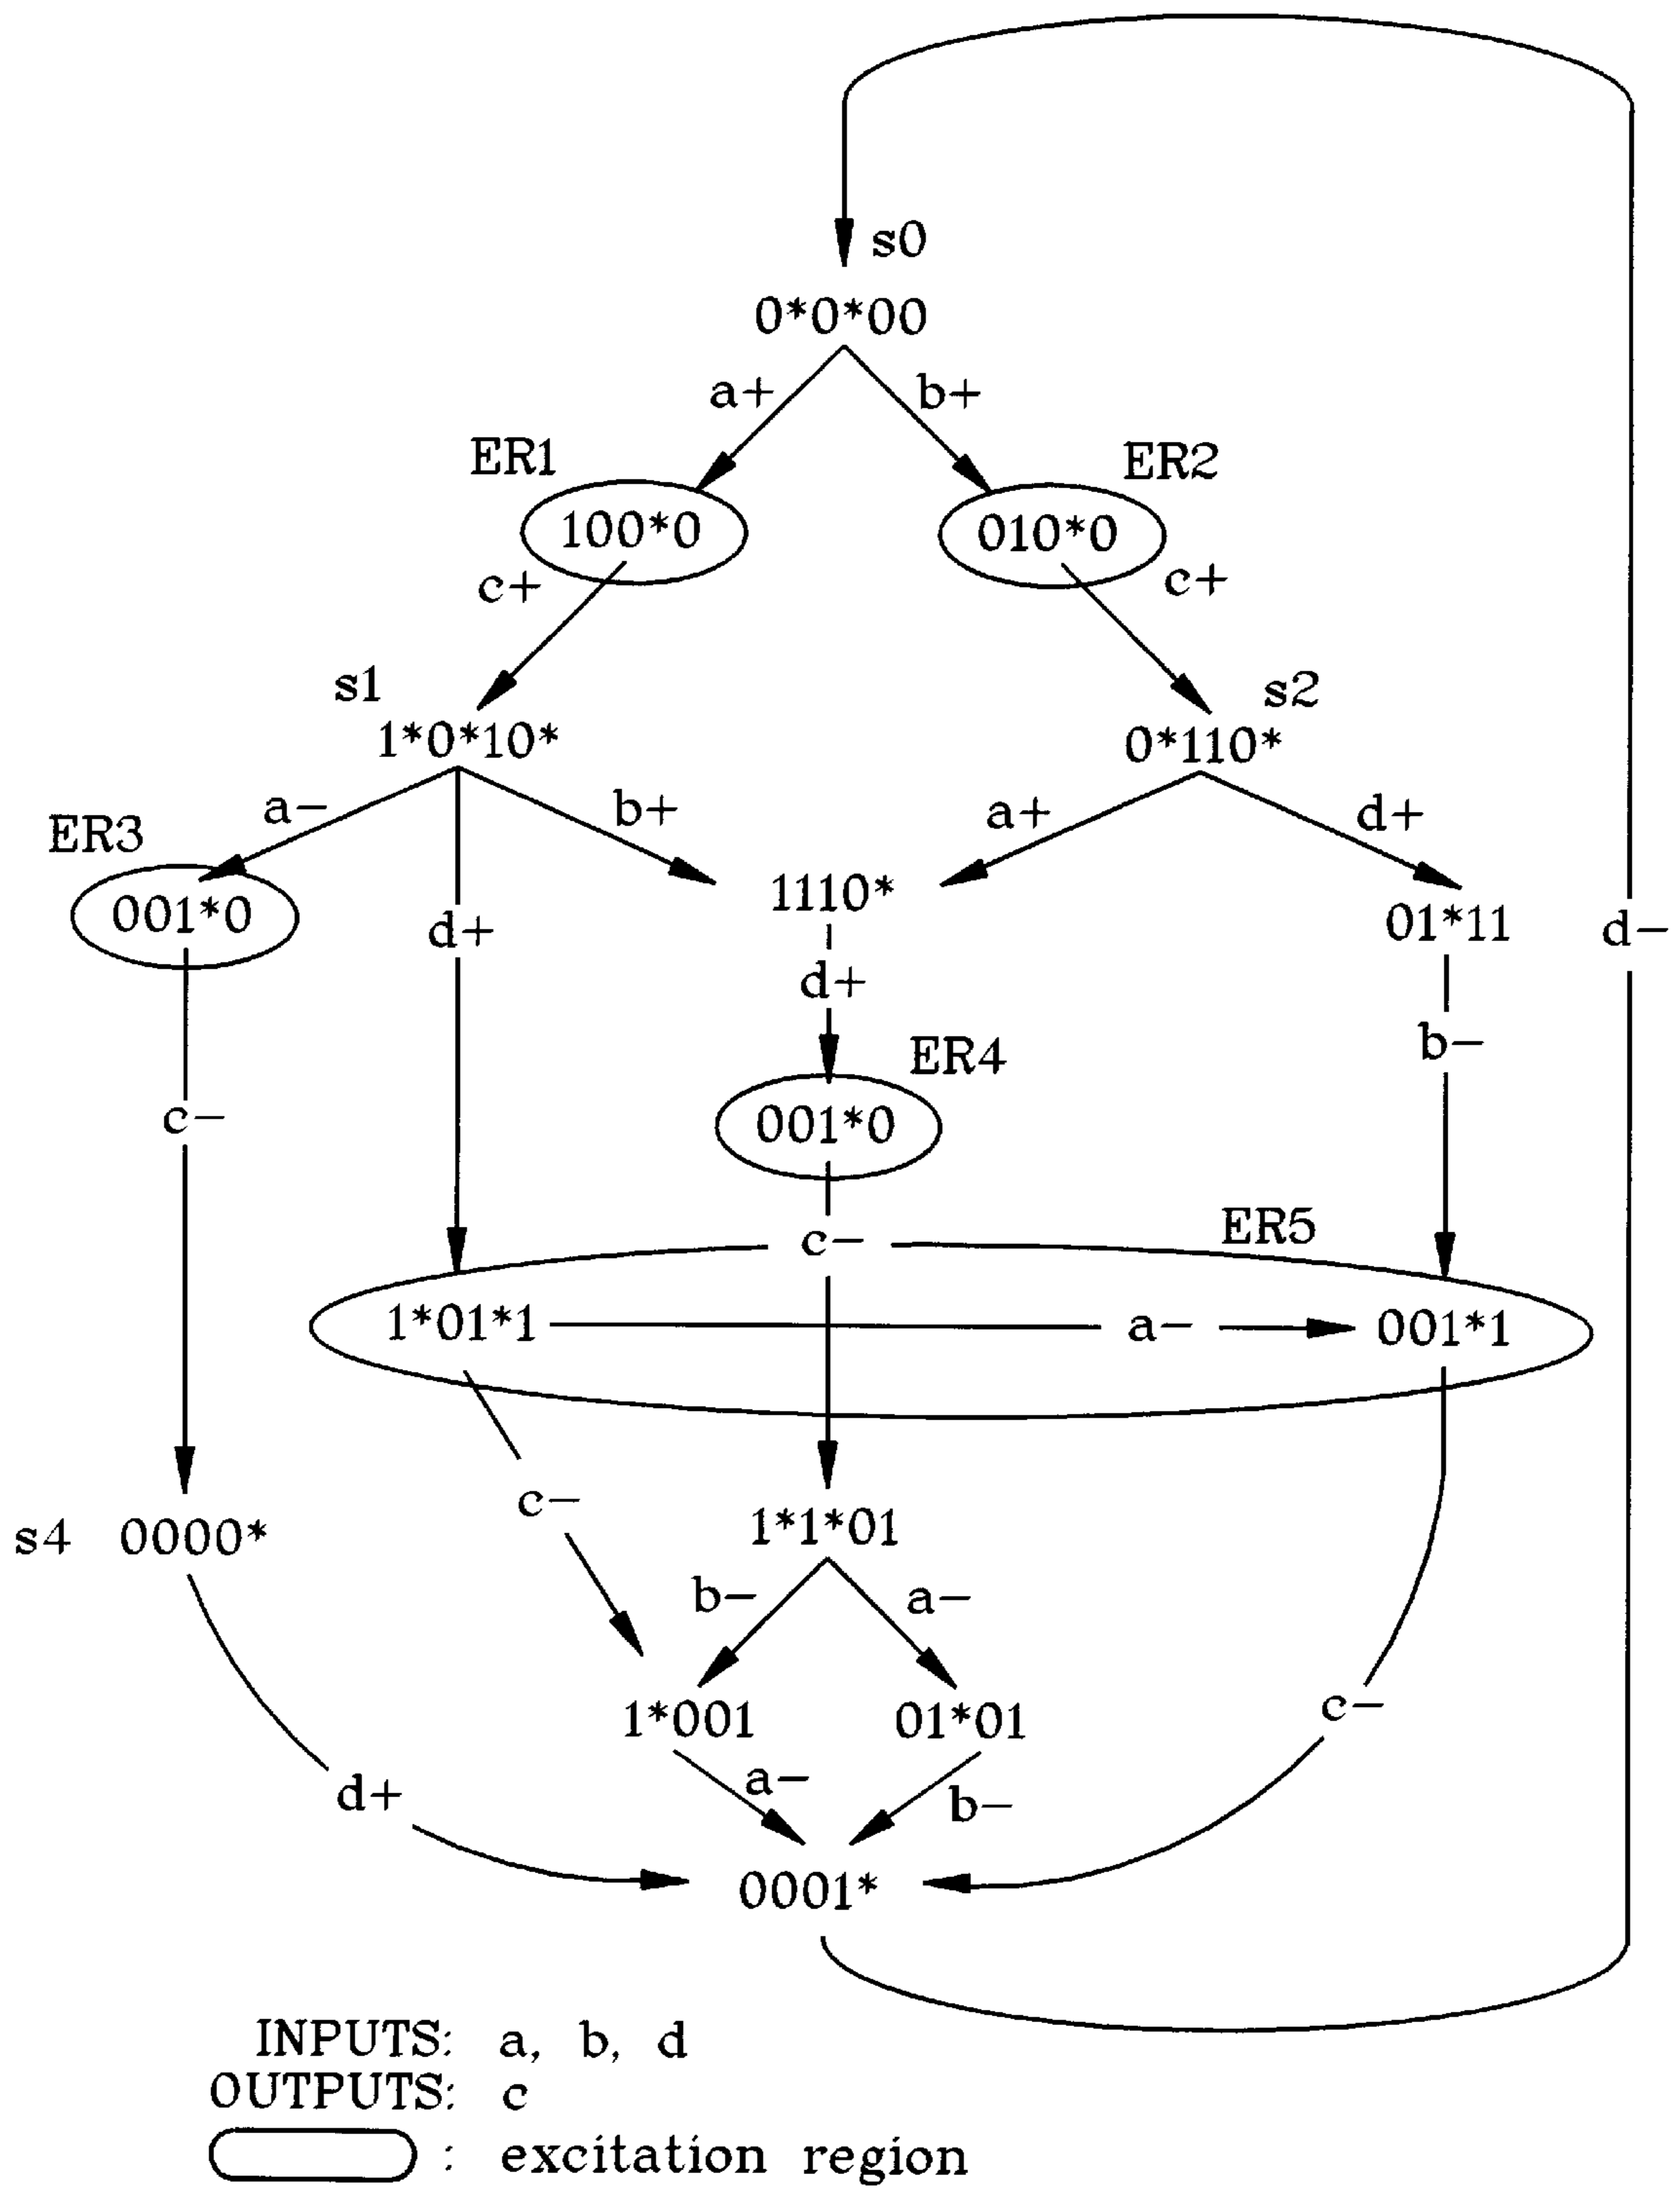 s0
0*0*00
a+ b+
ER1 ER2
100*0 010*0
c+ c+
s1 s2
1*0*10* 0*110*
a- b+ a+ d+
ER3
001*0 d+ 1110* 01*11 d-
d+
b-
ER4
c- 001*0
ER5
c-
1*01*1 a- 001*1
c- 1*1*01
s4 0000*
b- a-
1*001 01*01 c-
a- b-
d+
0001*
INPUTS: a, b, d
OUTPUTS: c
: excitation region